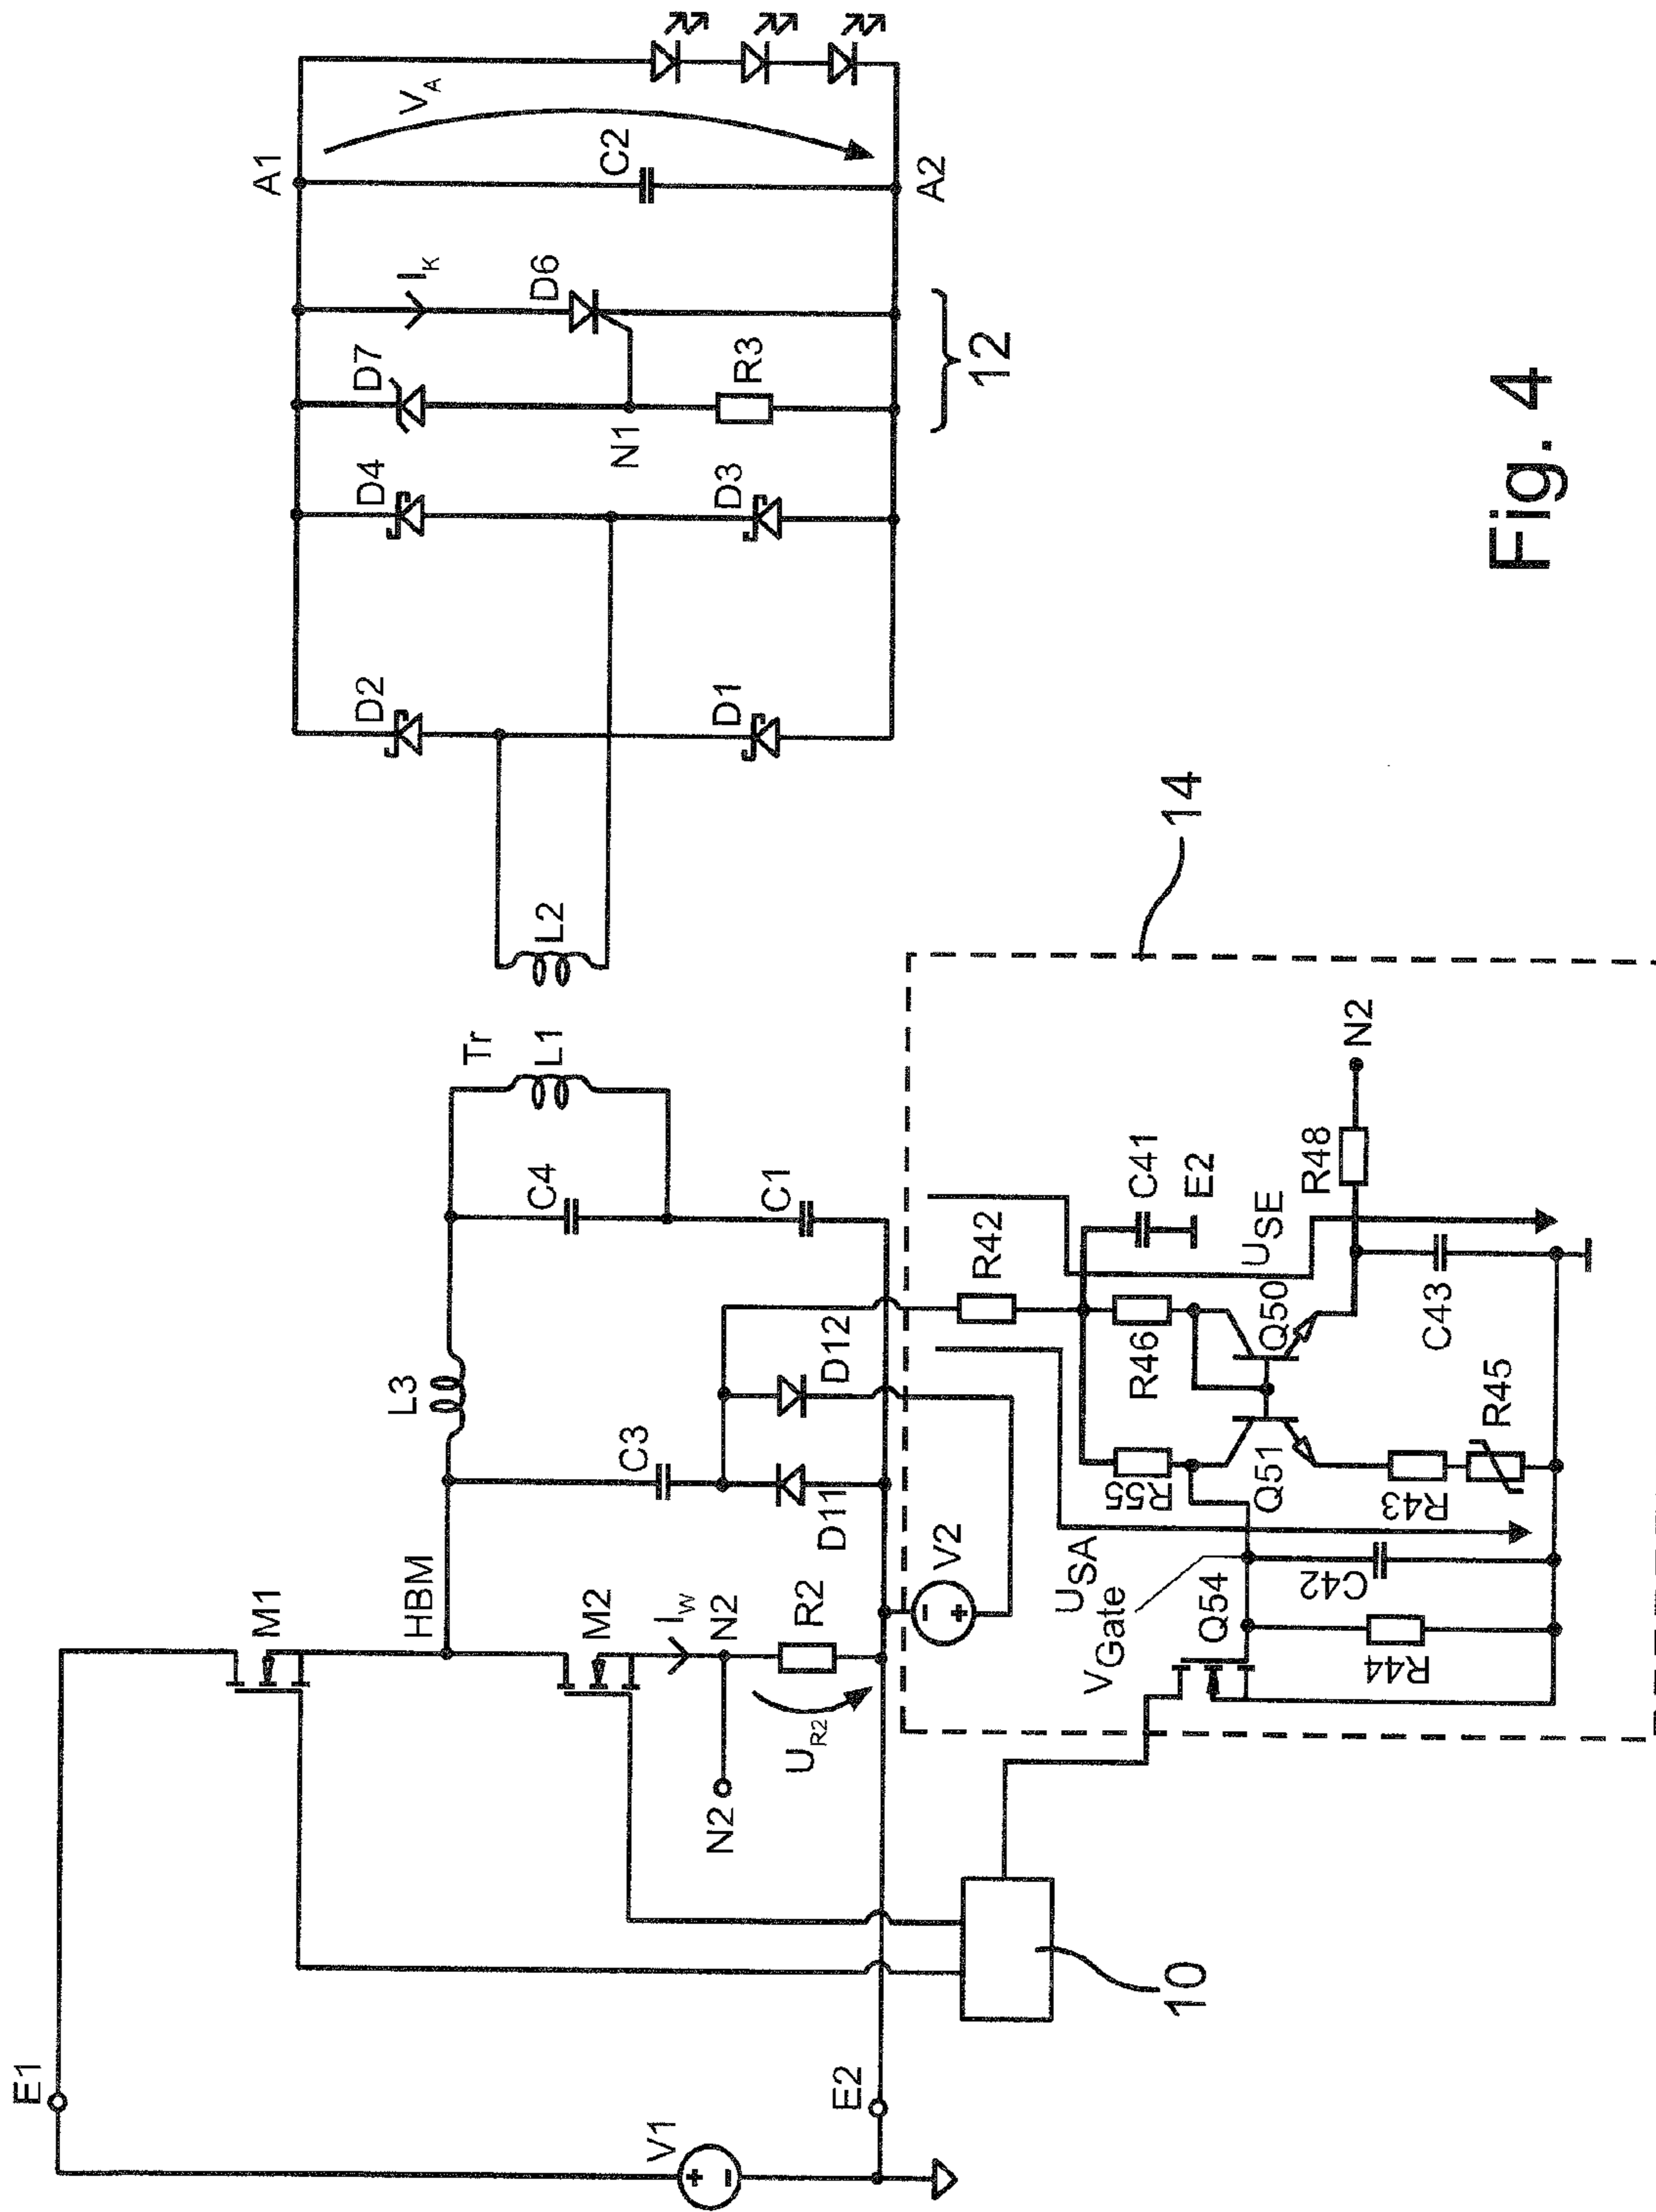 E1
V1
+
–
E2
M1
HBM
M2
I_W
N2
N2
R2
U_R2
10
L3
C3
D11
D12
V2
–
+
C4
C1
Tr
L1
L2
D2
D1
D4
D3
D7
N1
R3
D6
I_K
12
A1
C2
V_A
A2
14
R42
C41
E2
U_SE
R46
R55
Q50
Q51
R48
N2
C43
R45
R43
U_SA
V_Gate
C42
Q54
R44
Fig. 4